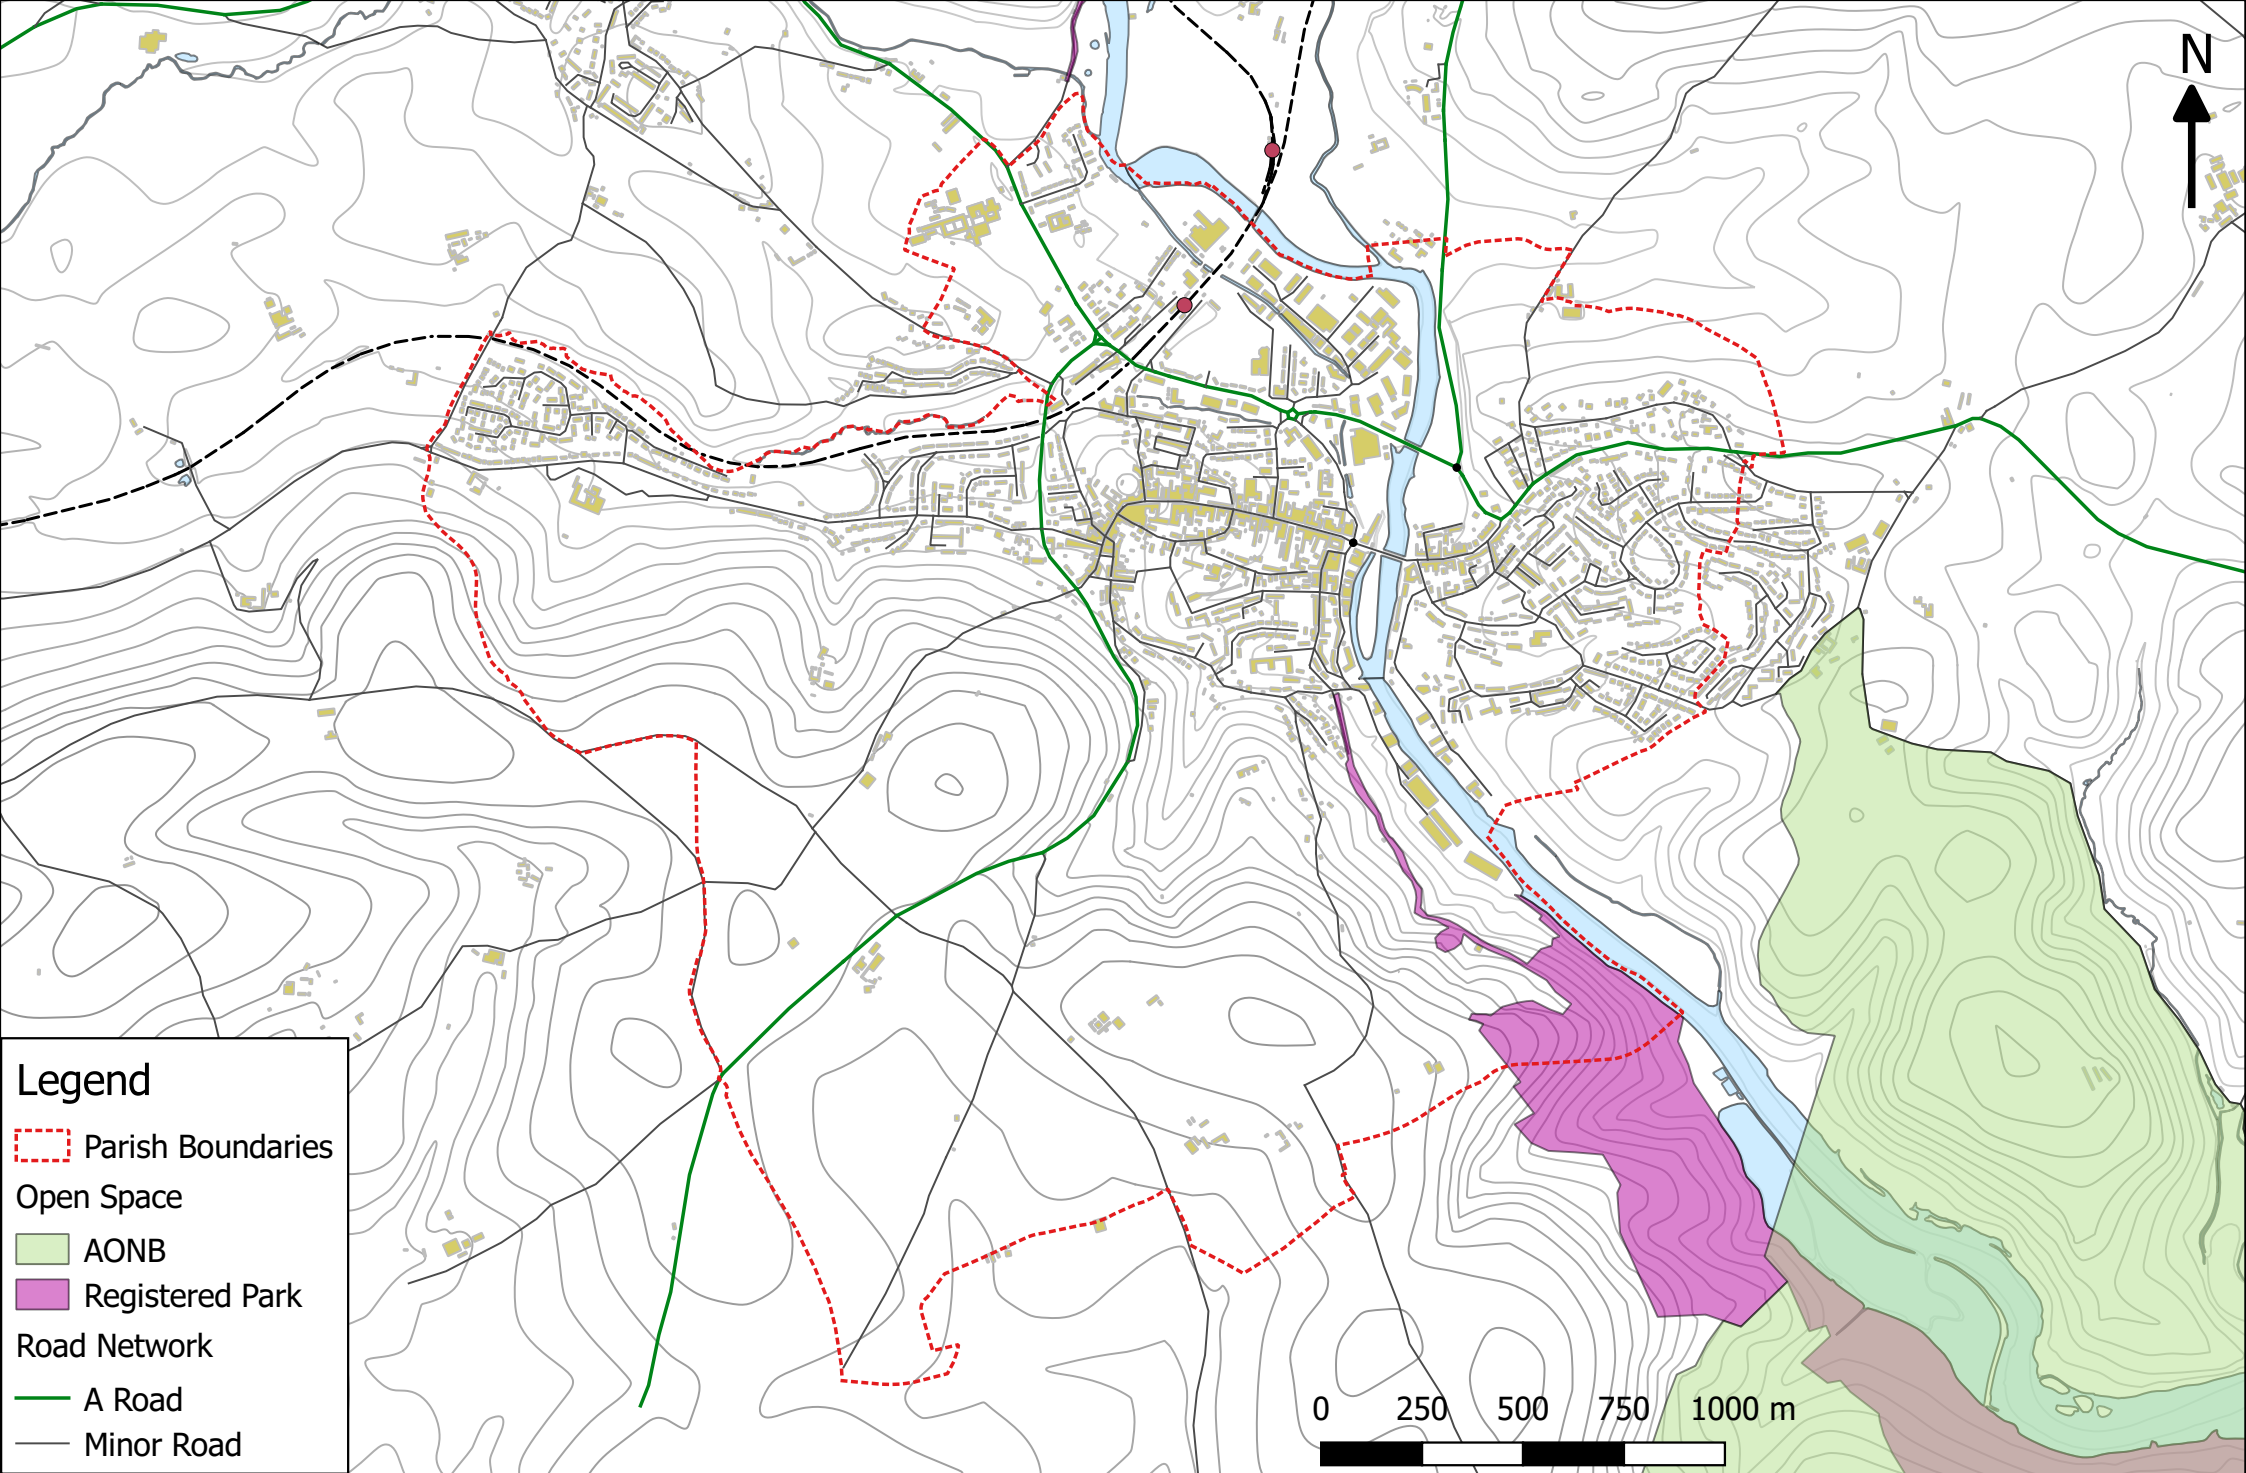 N
Legend
Parish Boundaries
Open Space
AONB
Registered Park
Road Network
A Road
Minor Road
0 250 500 750 1000 m